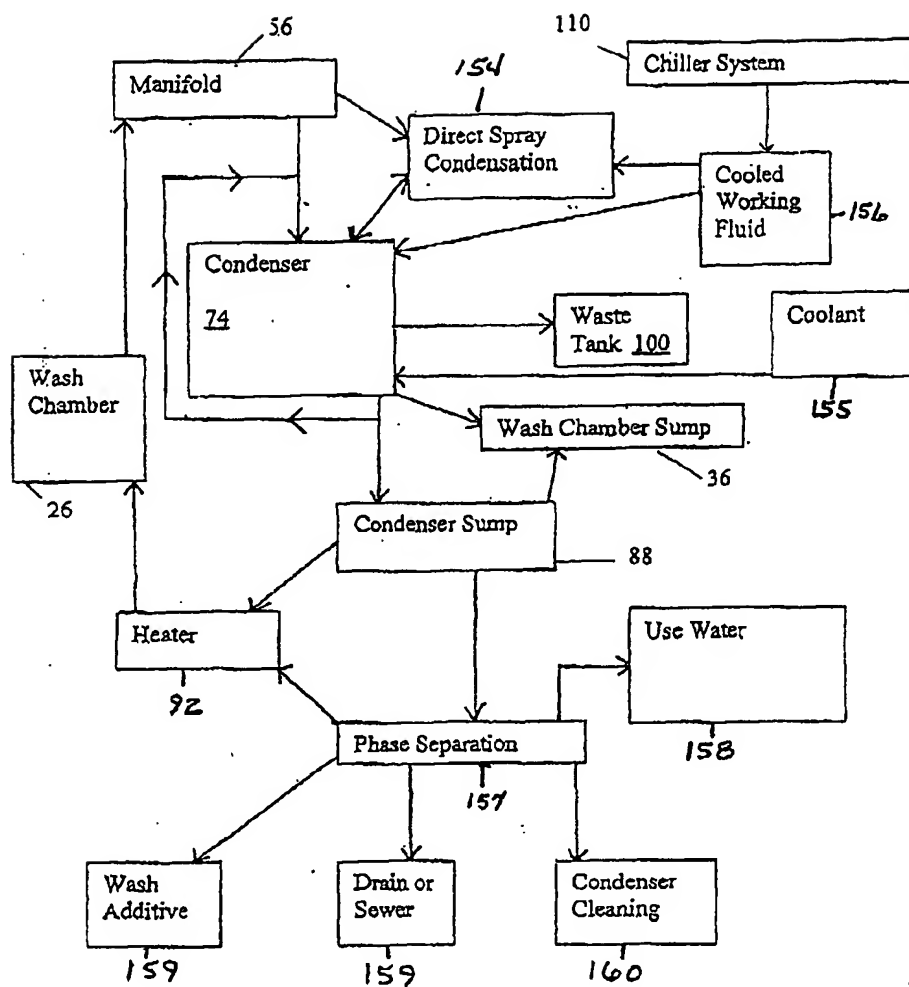 56
110
Manifold
154
Chiller System
Direct Spray
Condensation
Cooled
Working
Fluid
156
Condenser
74
Waste
Tank 100
Coolant
155
Wash
Chamber
26
Wash Chamber Sump
36
Condenser Sump
88
Heater
92
Use Water
158
Phase Separation
157
Wash
Additive
159
Drain or
Sewer
159
Condenser
Cleaning
160